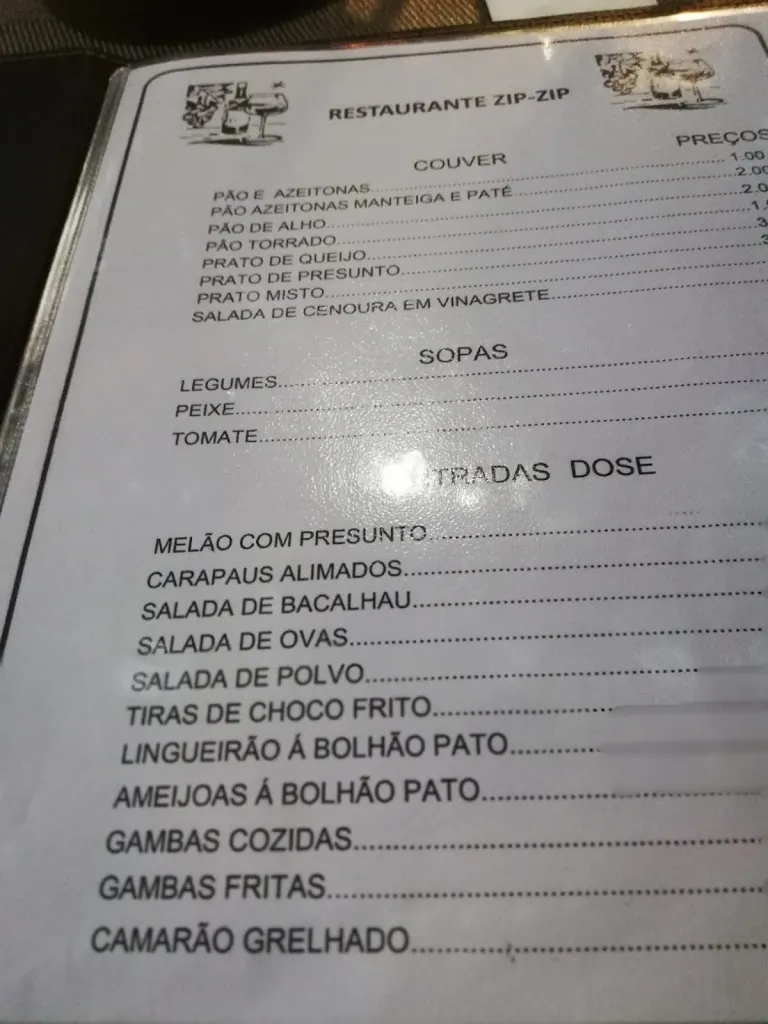 RESTAURANTE ZIP-ZIP
COUVER PREÇOS
PÃO E AZEITONAS........ 1.00
PÃO AZEITONAS MANTEIGA E PATÉ........ 2.00
PÃO DE ALHO........
PÃO TORRADO........
PRATO DE QUEIJO........
PRATO DE PRESUNTO........
PRATO MISTO........
SALADA DE CENOURA EM VINAGRETE........
SOPAS
LEGUMES........
PEIXE........
TOMATE........
DOSE
MELÃO COM PRESUNTO........
CARAPAUS ALIMADOS........
SALADA DE BACALHAU........
SALADA DE OVAS........
SALADA DE POLVO........
TIRAS DE CHOCO FRITO........
LINGUEIRÃO Á BOLHÃO PATO........
AMEIJOAS Á BOLHÃO PATO........
GAMBAS COZIDAS........
GAMBAS FRITAS........
CAMARÃO GRELHADO........